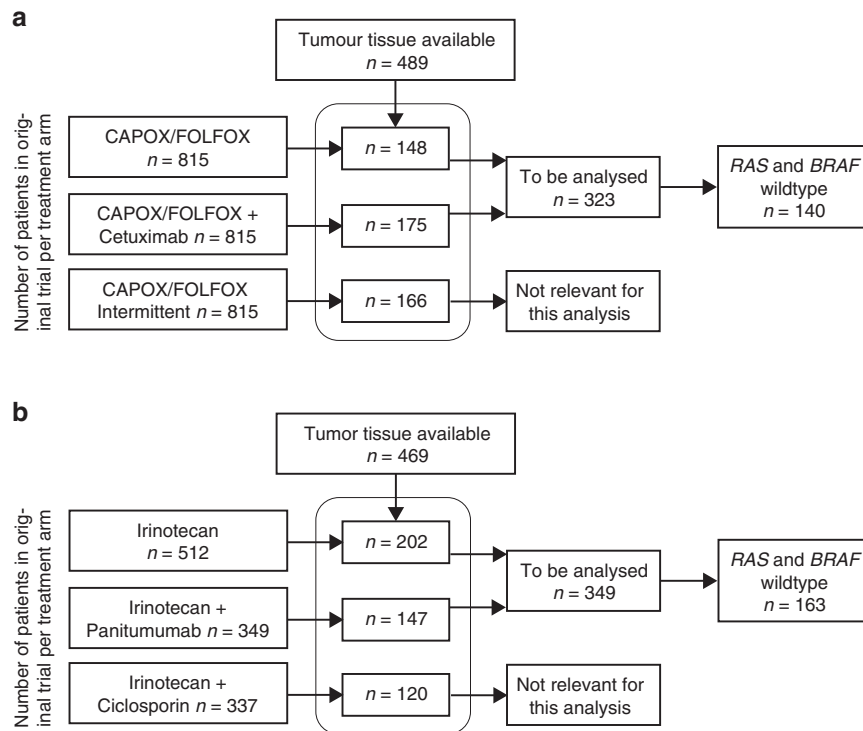 a
Tumour tissue available
n = 489
Number of patients in orig-
inal trial per treatment arm
CAPOX/FOLFOX
n = 815
n = 148
CAPOX/FOLFOX +
Cetuximab n = 815
n = 175
CAPOX/FOLFOX
Intermittent n = 815
n = 166
To be analysed
n = 323
Not relevant for
this analysis
RAS and BRAF
wildtype
n = 140
b
Tumor tissue available
n = 469
Number of patients in orig-
inal trial per treatment arm
Irinotecan
n = 512
n = 202
Irinotecan +
Panitumumab n = 349
n = 147
Irinotecan +
Ciclosporin n = 337
n = 120
To be analysed
n = 349
Not relevant for
this analysis
RAS and BRAF
wildtype
n = 163